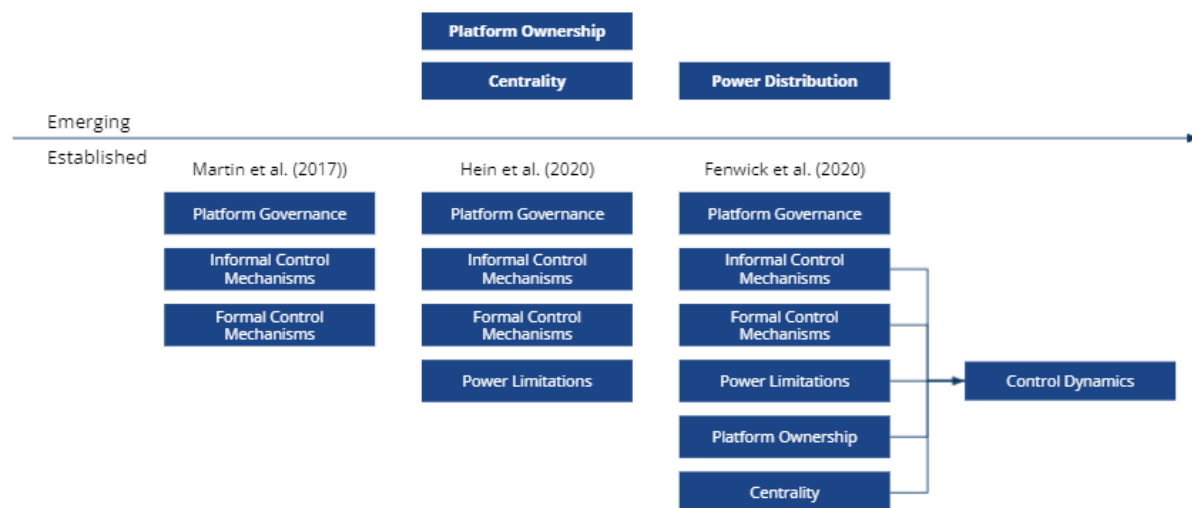 Platform Ownership
Centrality
Power Distribution
Emerging
Established
Martin et al. (2017))
Hein et al. (2020)
Fenwick et al. (2020)
Platform Governance
Platform Governance
Platform Governance
Informal Control
Mechanisms
Informal Control
Mechanisms
Informal Control
Mechanisms
Formal Control
Mechanisms
Formal Control
Mechanisms
Formal Control
Mechanisms
Power Limitations
Power Limitations
Control Dynamics
Platform Ownership
Centrality